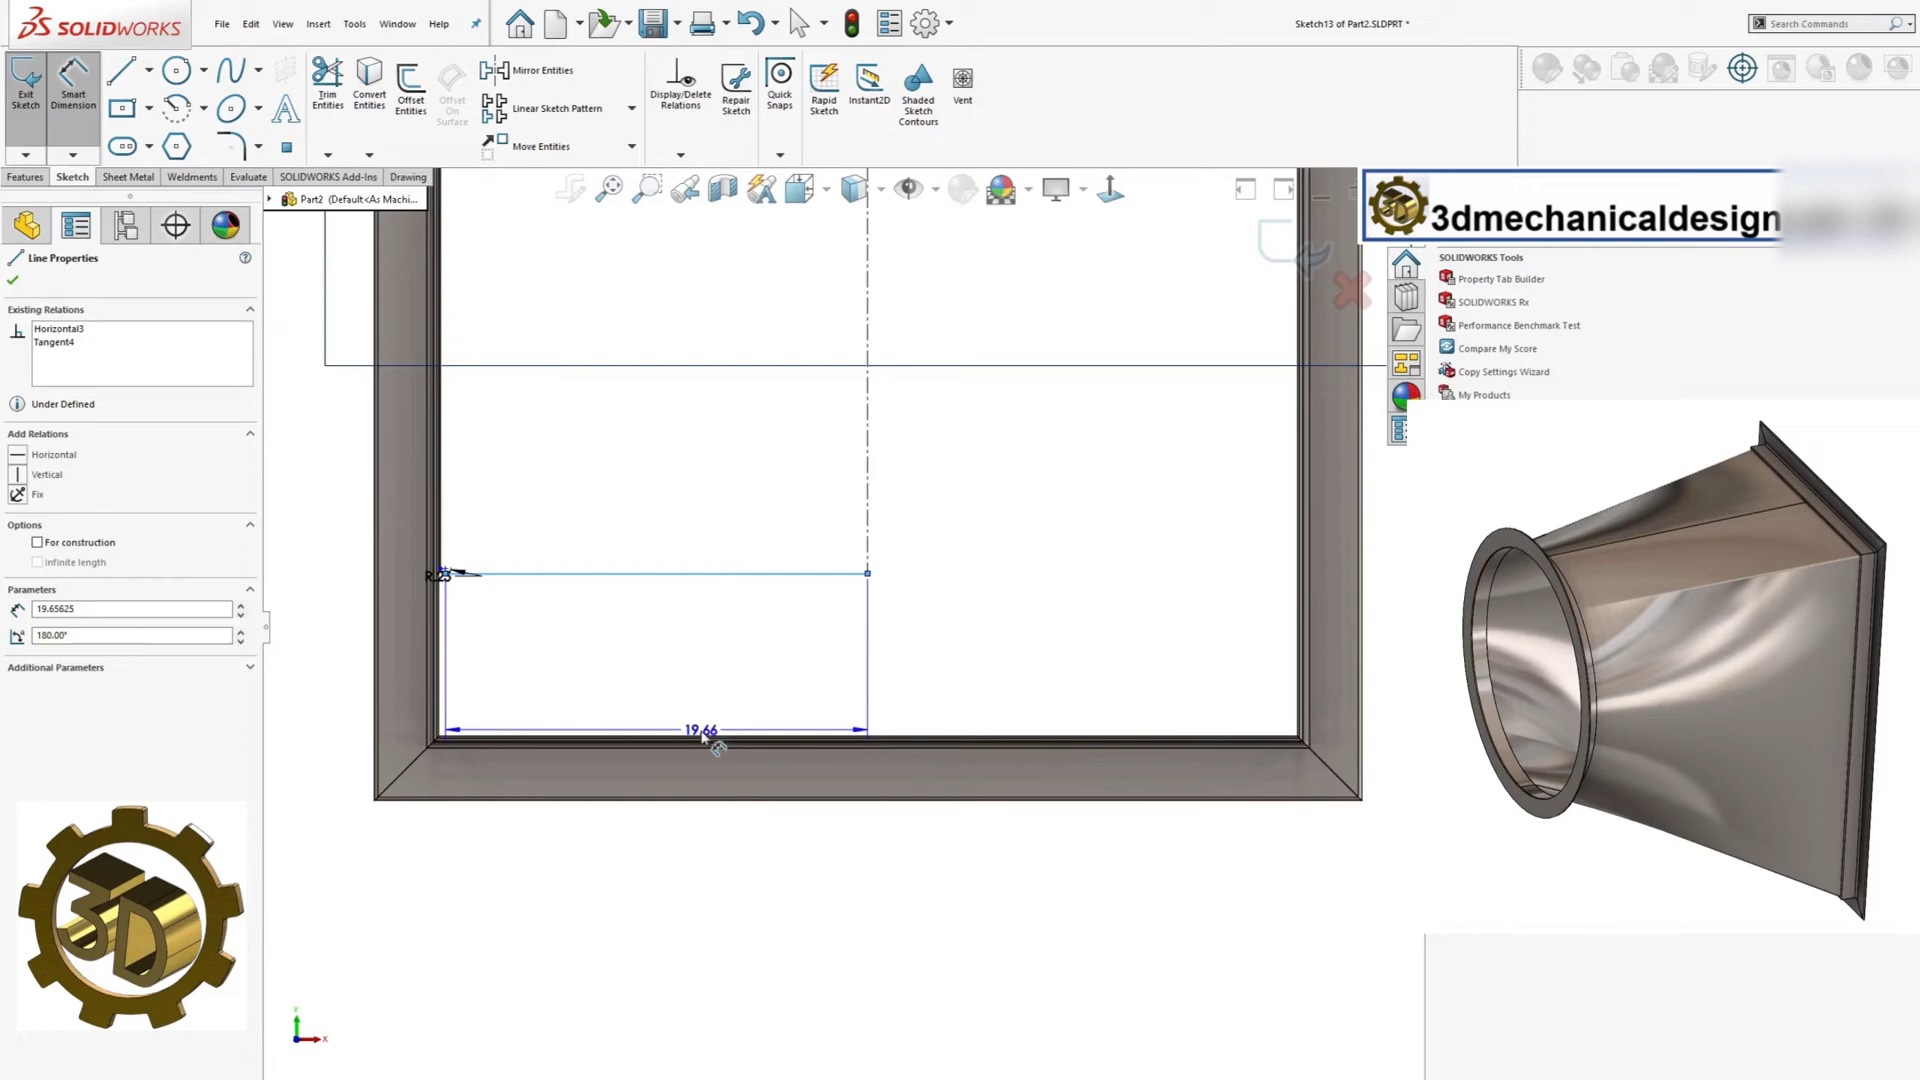 SOLIDWORKS
File Edit View Insert Tools Window Help
Sketch13 of Part2.SLDPRT *
Search Commands
Exit Sketch
Smart Dimension
Trim Entities
Convert Entities
Offset Entities
Offset On Surface
Mirror Entities
Linear Sketch Pattern
Move Entities
Display/Delete Relations
Repair Sketch
Quick Snaps
Rapid Sketch
Instant2D
Shaded Sketch Contours
Vent
Features Sketch Sheet Metal Weldments Evaluate SOLIDWORKS Add-Ins Drawing
Part2 (Default<As Machi...
3dmechanicaldesign
Line Properties
Existing Relations
Horizontal3
Tangent4
Under Defined
Add Relations
Horizontal
Vertical
Fix
Options
For construction
Infinite length
Parameters
19.65625
180.00°
Additional Parameters
SOLIDWORKS Tools
Property Tab Builder
SOLIDWORKS Rx
Performance Benchmark Test
Compare My Score
Copy Settings Wizard
My Products
19.66
3D
Y
X